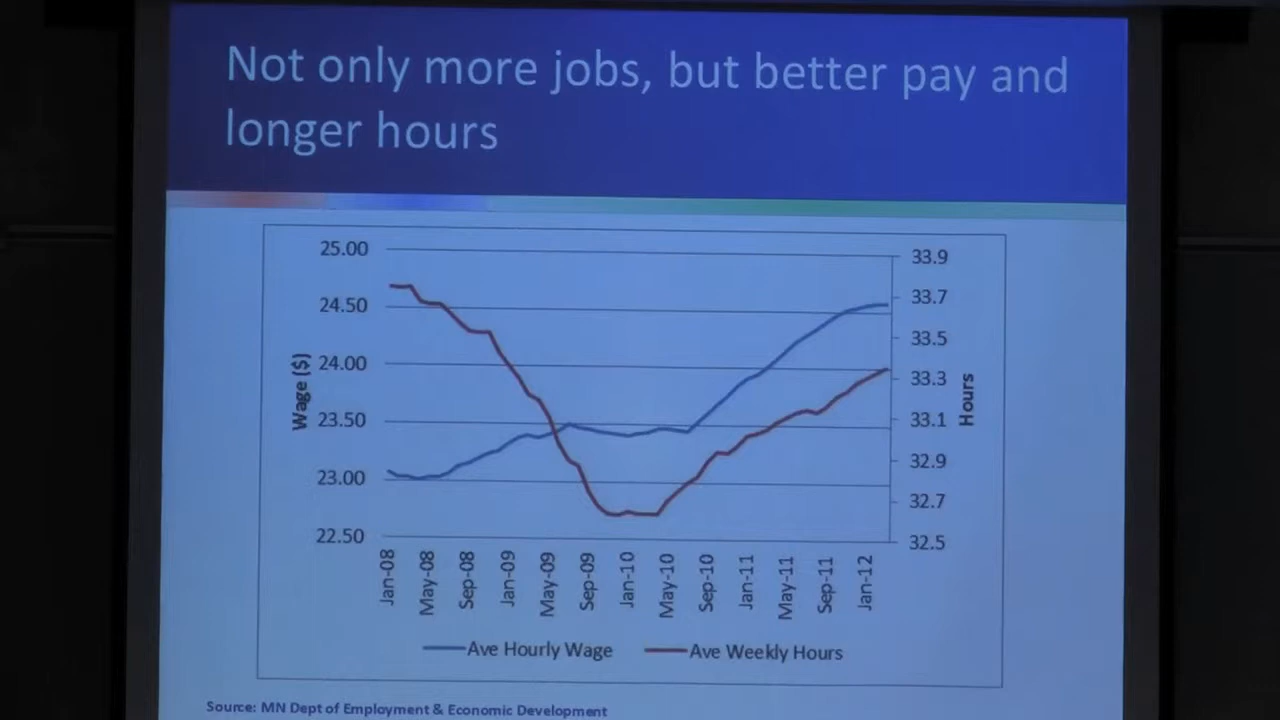 Not only more jobs, but better pay and
longer hours
25.00
24.50
24.00
23.50
23.00
22.50
Wage ($)
33.9
33.7
33.5
33.3
33.1
32.9
32.7
32.5
Hours
Jan-08
May-08
Sep-08
Jan-09
May-09
Sep-09
Jan-10
May-10
Sep-10
Jan-11
May-11
Sep-11
Jan-12
Ave Hourly Wage
Ave Weekly Hours
Source: MN Dept of Employment & Economic Development